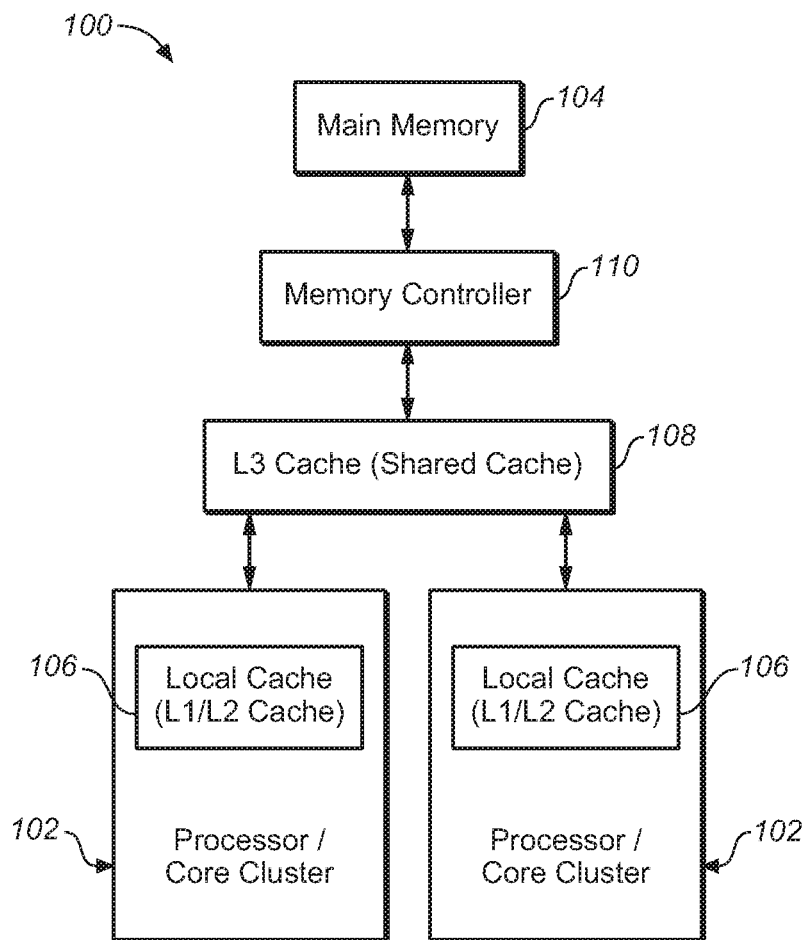 100
Main Memory
104
Memory Controller
110
L3 Cache (Shared Cache)
108
106
Local Cache
(L1/L2 Cache)
Local Cache
(L1/L2 Cache)
106
102
Processor /
Core Cluster
Processor /
Core Cluster
102